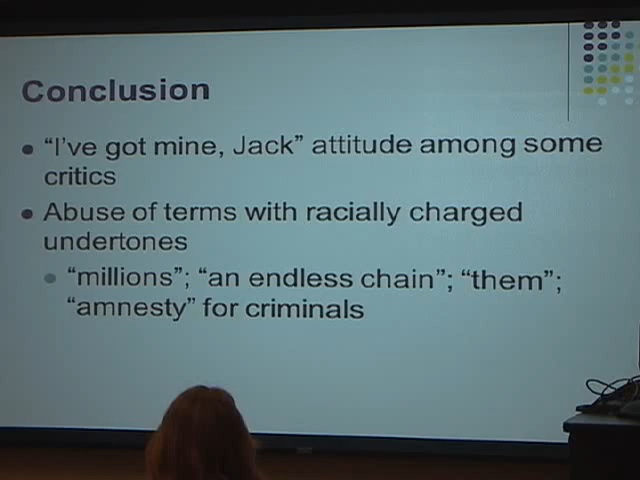 Conclusion
"I've got mine, Jack" attitude among some
critics
Abuse of terms with racially charged
undertones
"millions"; "an endless chain"; "them";
"amnesty" for criminals